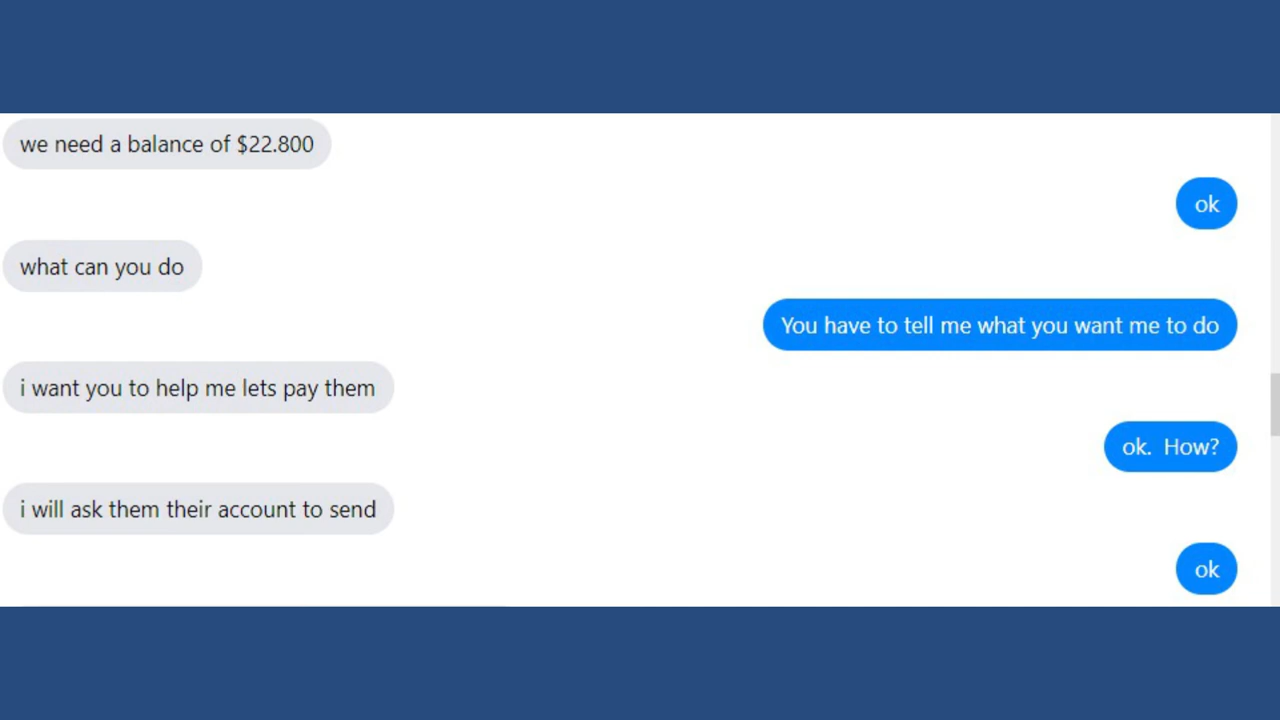 we need a balance of $22.800
ok
what can you do
You have to tell me what you want me to do
i want you to help me lets pay them
ok.  How?
i will ask them their account to send
ok